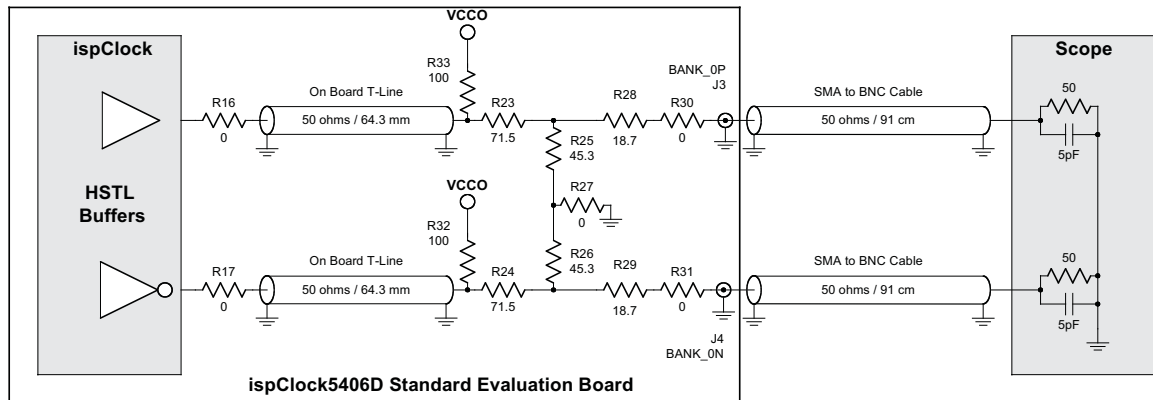 VCCO
ispClock
Scope
R33
100
BANK_0P
J3
R16
0
On Board T-Line
50 ohms / 64.3 mm
R23
71.5
R28
18.7
R30
0
SMA to BNC Cable
50 ohms / 91 cm
50
5pF
R25
45.3
HSTL
Buffers
VCCO
R27
0
R32
100
R26
45.3
R17
0
On Board T-Line
50 ohms / 64.3 mm
R24
71.5
R29
18.7
R31
0
SMA to BNC Cable
50 ohms / 91 cm
50
5pF
J4
BANK_0N
ispClock5406D Standard Evaluation Board